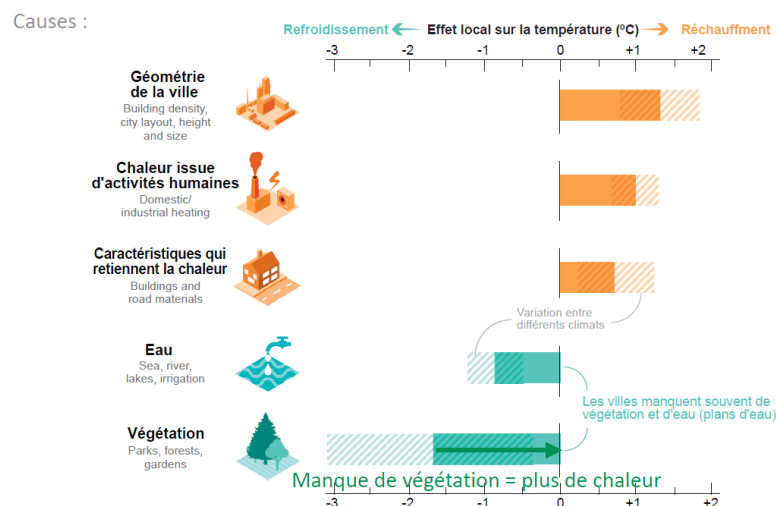 Causes :
Refroidissement Effet local sur la température (ºC) Réchauffment
-3 -2 -1 0 +1 +2
Géométrie
de la ville
Building density,
city layout, height
and size
Chaleur issue
d'activités humaines
Domestic/
industrial heating
Caractéristiques qui
retiennent la chaleur
Buildings and
road materials
Variation entre
différents climats
Eau
Sea, river,
lakes, irrigation
Les villes manquent souvent de
végétation et d'eau (plans d'eau)
Végétation
Parks, forests,
gardens
Manque de végétation = plus de chaleur
-3 -2 -1 0 +1 +2